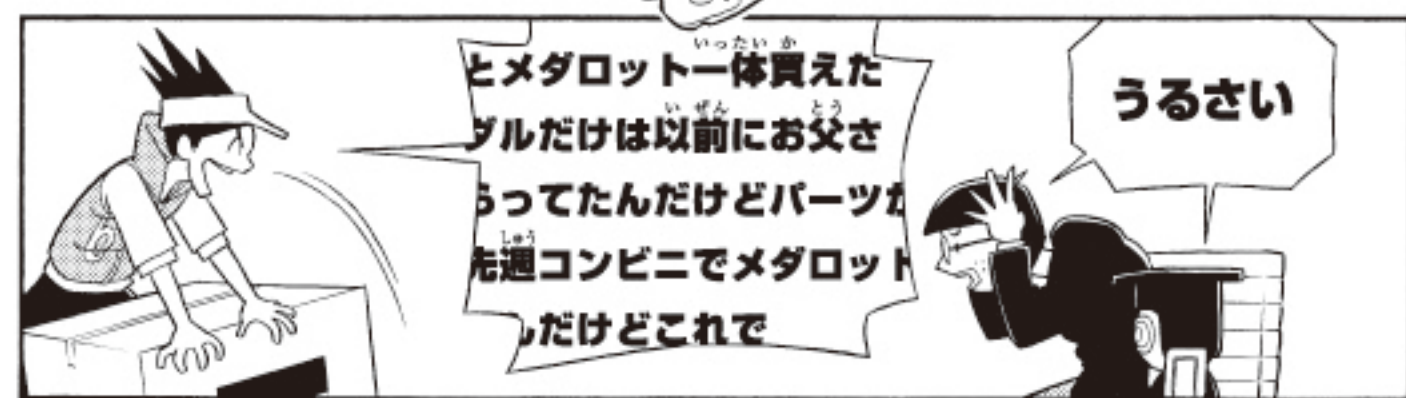 とメダロット一体買えた
ダルだけは以前にお父さ
らってたんだけどパーツが
先週コンビニでメダロット
んだけどこれで
うるさい